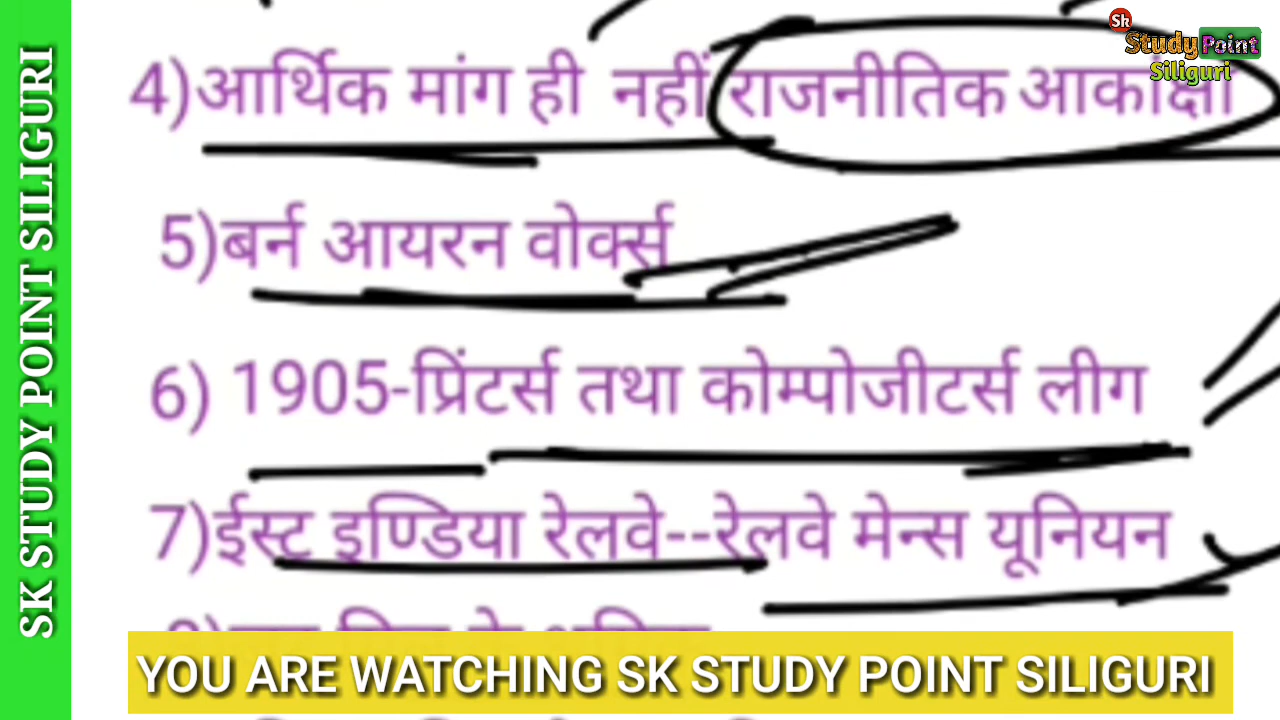 SK STUDY POINT SILIGURI
Sk
Study Point
Siliguri
4)आर्थिक मांग ही नहीं राजनीतिक आकांक्षा
5)बर्न आयरन वोर्क्स
6) 1905-प्रिंटर्स तथा कोम्पोजीटर्स लीग
7)ईस्ट इण्डिया रेलवे--रेलवे मेन्स यूनियन
YOU ARE WATCHING SK STUDY POINT SILIGURI